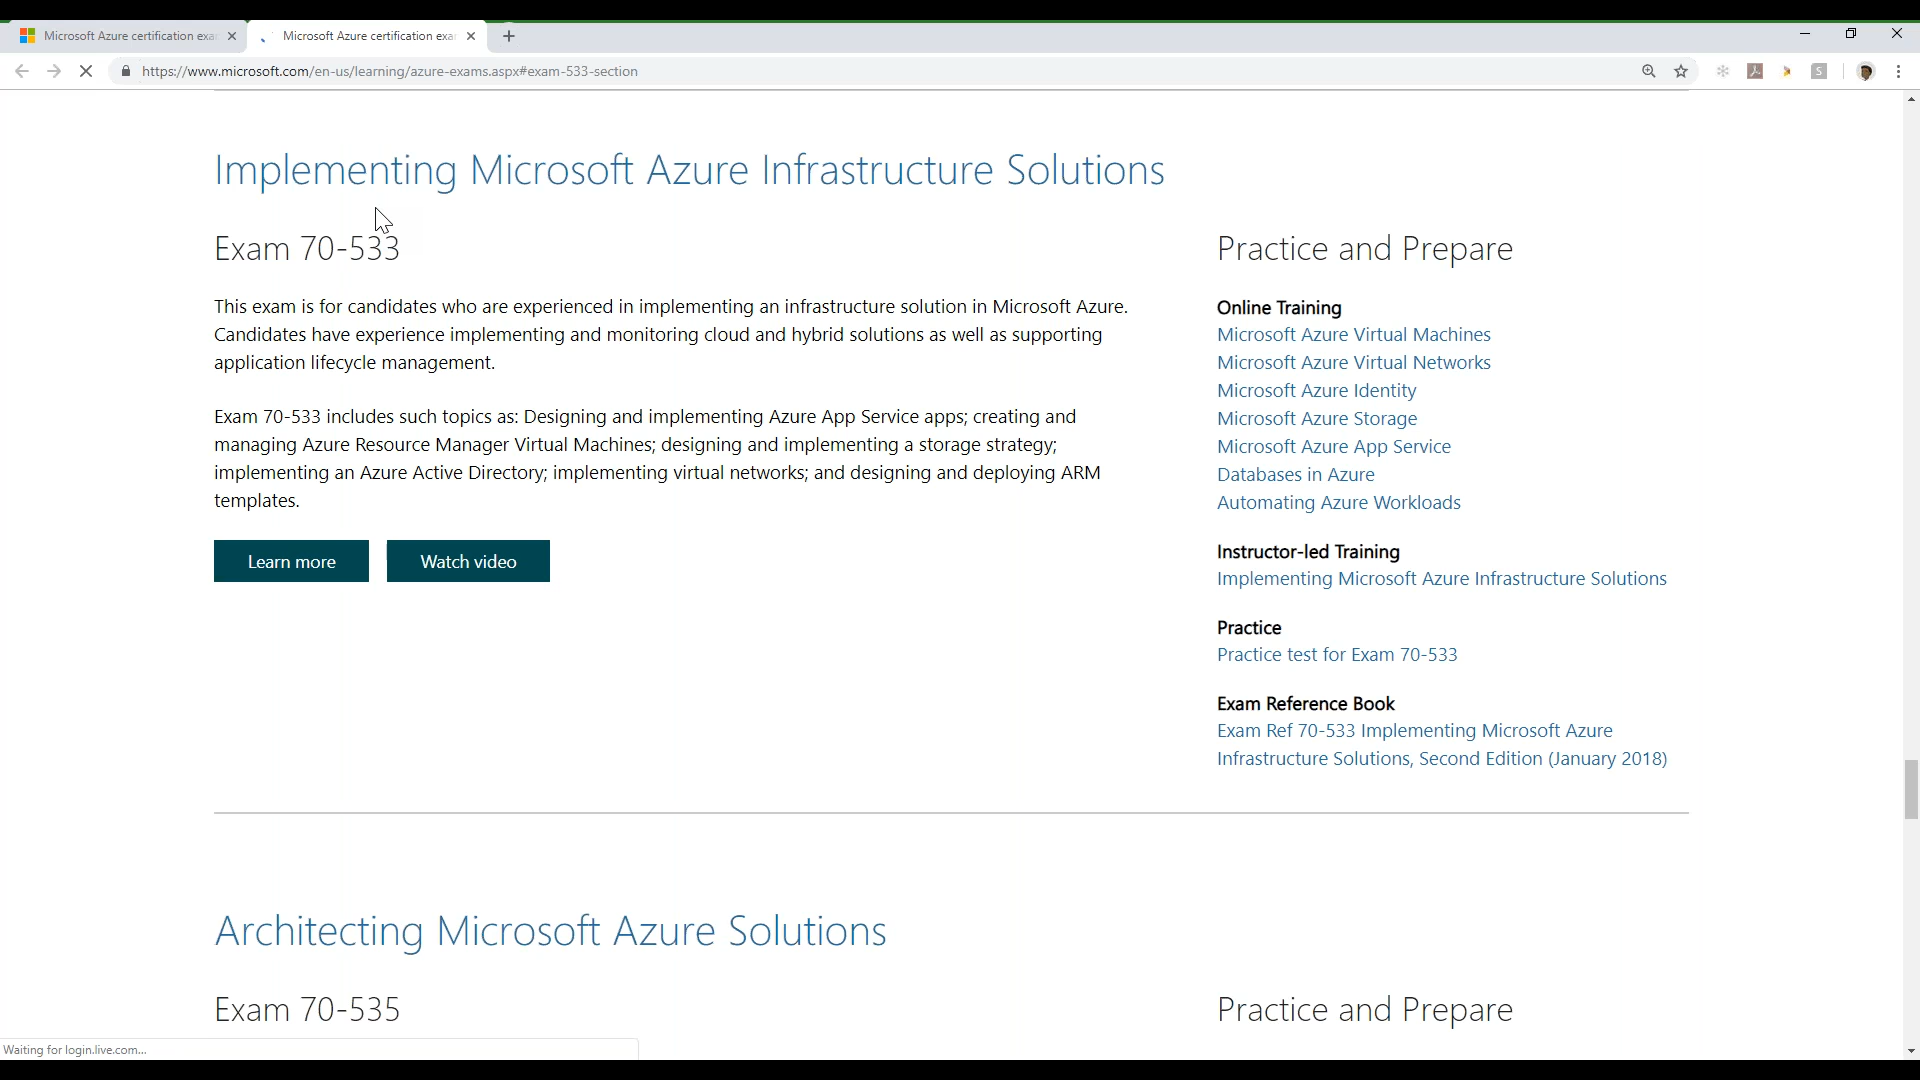 Microsoft Azure certification exa
Microsoft Azure certification exa
https://www.microsoft.com/en-us/learning/azure-exams.aspx#exam-533-section
Implementing Microsoft Azure Infrastructure Solutions
Exam 70-533
This exam is for candidates who are experienced in implementing an infrastructure solution in Microsoft Azure.
Candidates have experience implementing and monitoring cloud and hybrid solutions as well as supporting
application lifecycle management.
Exam 70-533 includes such topics as: Designing and implementing Azure App Service apps; creating and
managing Azure Resource Manager Virtual Machines; designing and implementing a storage strategy;
implementing an Azure Active Directory; implementing virtual networks; and designing and deploying ARM
templates.
Learn more
Watch video
Practice and Prepare
Online Training
Microsoft Azure Virtual Machines
Microsoft Azure Virtual Networks
Microsoft Azure Identity
Microsoft Azure Storage
Microsoft Azure App Service
Databases in Azure
Automating Azure Workloads
Instructor-led Training
Implementing Microsoft Azure Infrastructure Solutions
Practice
Practice test for Exam 70-533
Exam Reference Book
Exam Ref 70-533 Implementing Microsoft Azure
Infrastructure Solutions, Second Edition (January 2018)
Architecting Microsoft Azure Solutions
Exam 70-535
Practice and Prepare
Waiting for login.live.com...